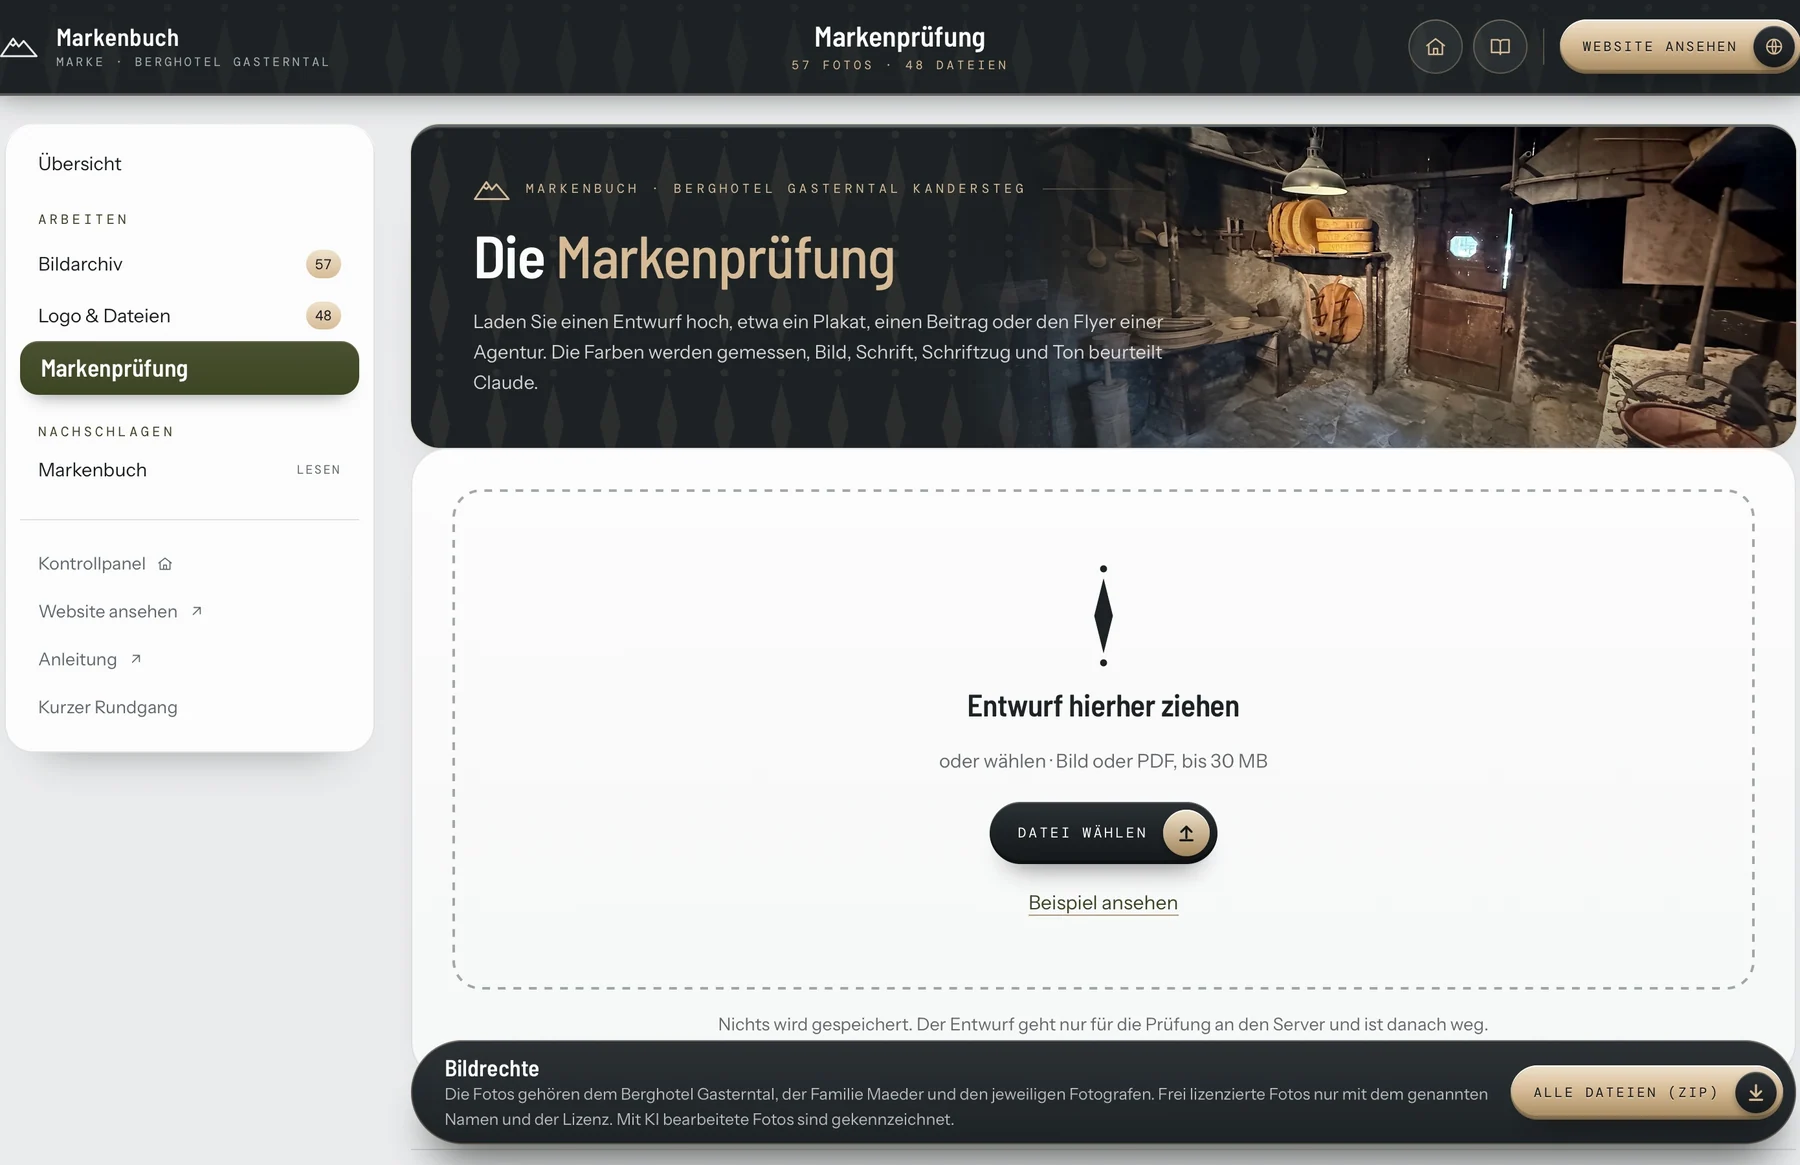 Markenbuch
MARKE · BERGHOTEL GASTERNTAL
Markenprüfung
57 FOTOS · 48 DATEIEN
WEBSITE ANSEHEN
Übersicht
ARBEITEN
Bildarchiv 57
Logo & Dateien 48
Markenprüfung
NACHSCHLAGEN
Markenbuch LESEN
Kontrollpanel
Website ansehen
Anleitung
Kurzer Rundgang
MARKENBUCH · BERGHOTEL GASTERNTAL KANDERSTEG
Die Markenprüfung
Laden Sie einen Entwurf hoch, etwa ein Plakat, einen Beitrag oder den Flyer einer
Agentur. Die Farben werden gemessen, Bild, Schrift, Schriftzug und Ton beurteilt
Claude.
Entwurf hierher ziehen
oder wählen · Bild oder PDF, bis 30 MB
DATEI WÄHLEN
Beispiel ansehen
Nichts wird gespeichert. Der Entwurf geht nur für die Prüfung an den Server und ist danach weg.
Bildrechte
Die Fotos gehören dem Berghotel Gasterntal, der Familie Maeder und den jeweiligen Fotografen. Frei lizenzierte Fotos nur mit dem genannten
Namen und der Lizenz. Mit KI bearbeitete Fotos sind gekennzeichnet.
ALLE DATEIEN (ZIP)